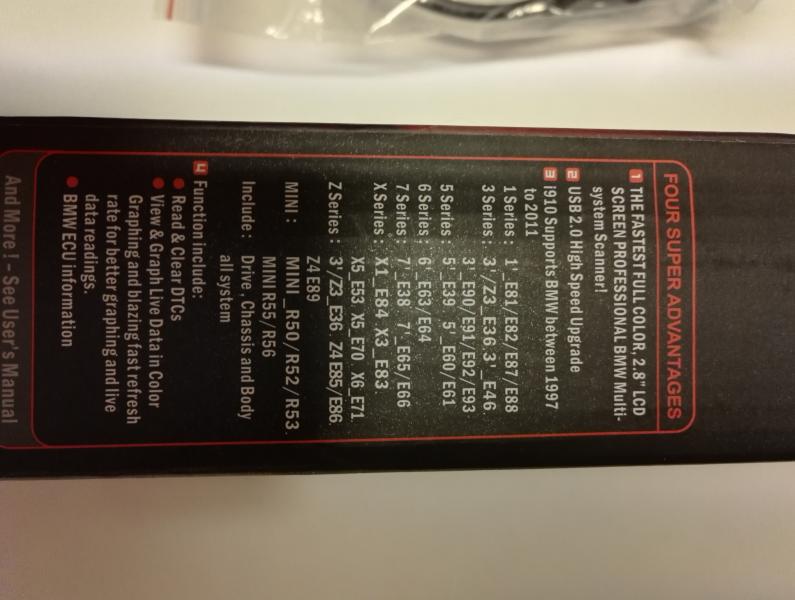 FOUR SUPER ADVANTAGES
1 THE FASTEST FULL COLOR, 2.8" LCD
SCREEN PROFESSIONAL BMW Multi-
system Scanner!
2 USB 2.0 High Speed Upgrade
3 i910 Supports BMW between 1997
to 2011
1 Series : 1'_E81/E82/E87/E88
3 Series : 3'/Z3_E36 3'_E46
3'_E90/E91/E92/E93
5 Series : 5'_E39 5'_E60/E61
6 Series : 6'_E63/E64
7 Series : 7'_E38 7'_E65/E66
X Series : X1_E84 X3_E83
X5_E53 X5_E70 X6_E71
Z Series : 3'/Z3_E36 Z4 E85/E86
Z4 E89
MINI : MINI_R50/R52/R53
MINI R55/R56
Include : Drive, Chassis and Body
all system
4 Function include:
Read & Clear DTCs
View & Graph Live Data in Color
Graphing and blazing fast refresh
rate for better graphing and live
data readings.
BMW ECU information
And More! - See User's Manual